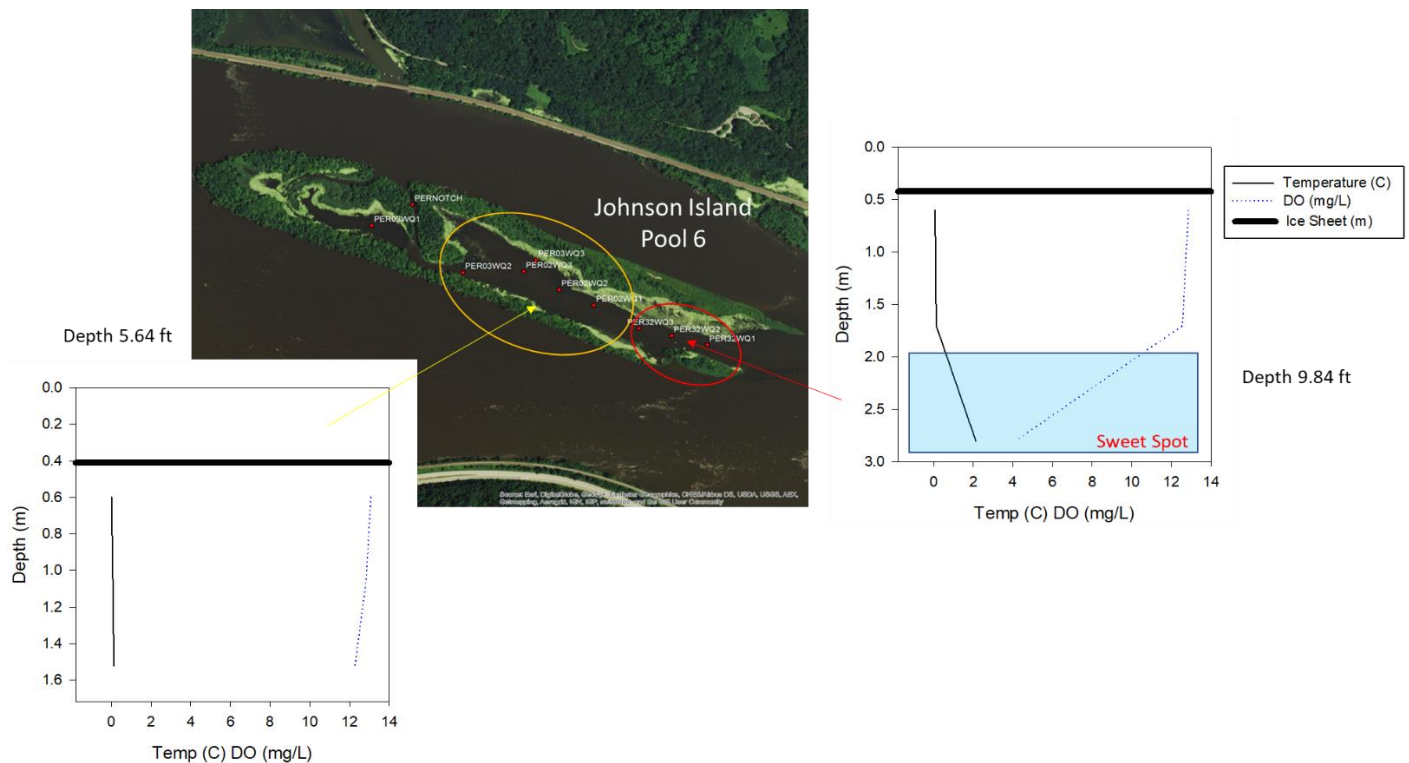 Johnson Island
Pool 6
PERNOTCH
PER03WQ1
PER03WQ3
PER03WQ2
PER02WQ3
PER02WQ2
PER02WQ1
PER32WQ3
PER32WQ2
PER32WQ1
Depth 5.64 ft
0.0
0.2
0.4
0.6
0.8
1.0
1.2
1.4
1.6
Depth (m)
0 2 4 6 8 10 12 14
Temp (C) DO (mg/L)
0.0
0.5
1.0
1.5
2.0
2.5
3.0
Depth (m)
Sweet Spot
0 2 4 6 8 10 12 14
Temp (C) DO (mg/L)
Temperature (C)
DO (mg/L)
Ice Sheet (m)
Depth 9.84 ft